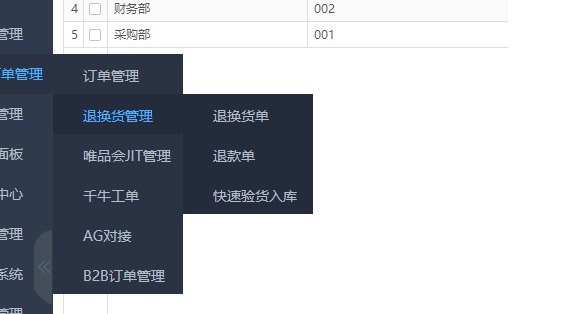 4 财务部 002
管理
5 采购部 001
单管理
订单管理
管理
退换货管理
退换货单
面板
唯品会JIT管理
退款单
中心
千牛工单
快速验货入库
管理
AG对接
系统
B2B订单管理
管理